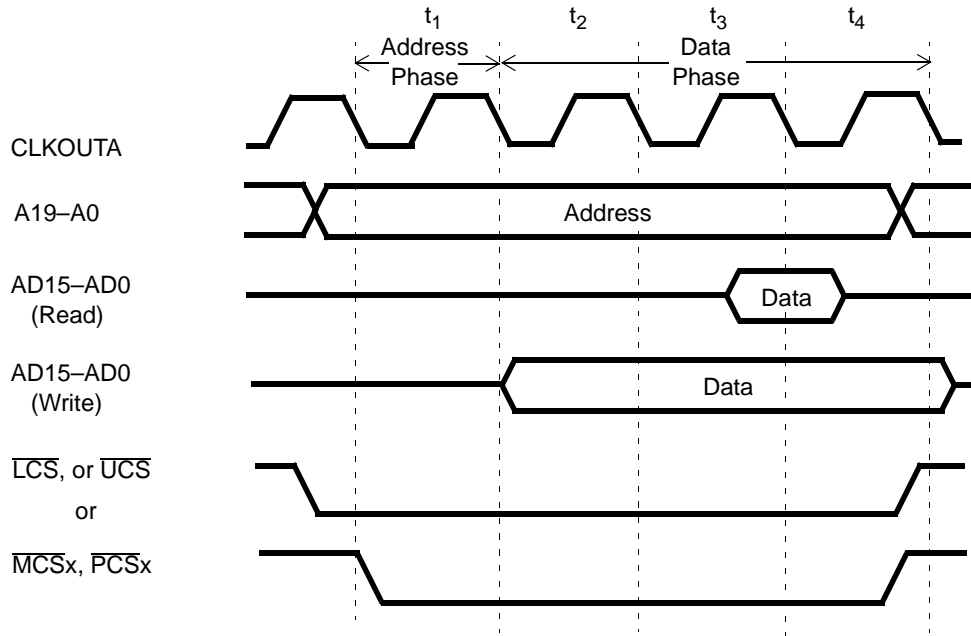 t1 t2 t3 t4
Address Phase
Data Phase
CLKOUTA
A19–A0
Address
AD15–AD0
(Read)
Data
AD15–AD0
(Write)
Data
LCS, or UCS
or
MCSx, PCSx